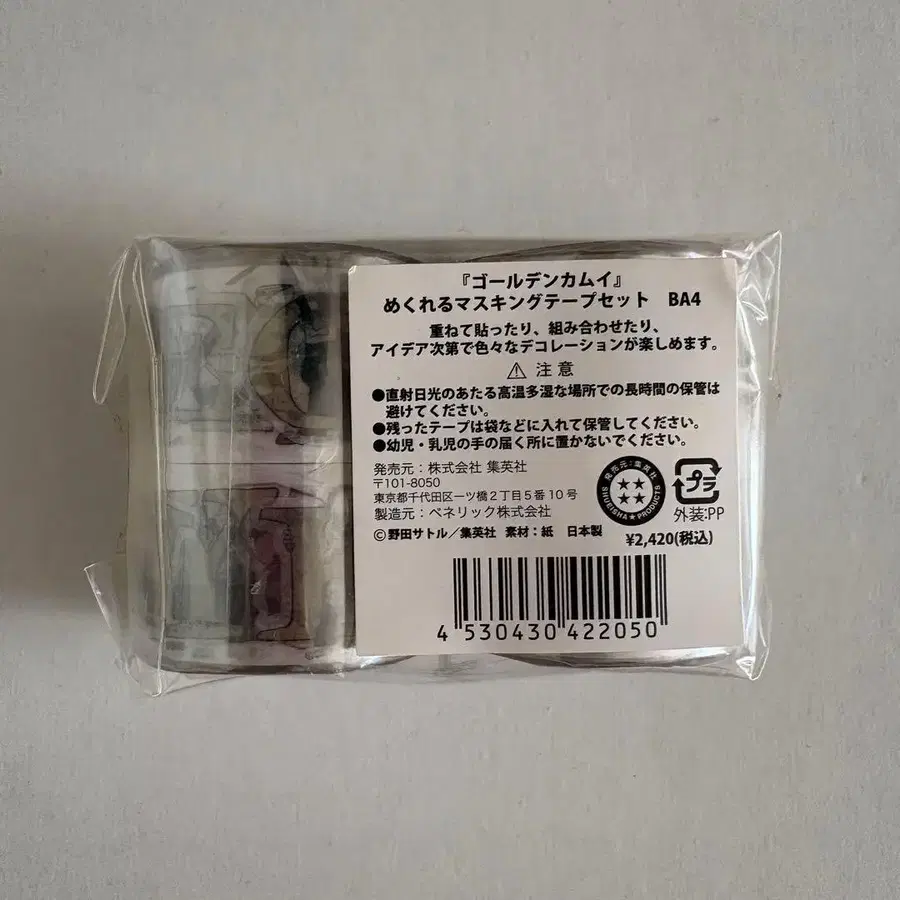 『ゴールデンカムイ』
めくれるマスキングテープセット　BA4
重ねて貼ったり、組み合わせたり、
アイデア次第で色々なデコレーションが楽しめます。
⚠ 注意
●直射日光のあたる高温多湿な場所での長時間の保管は
避けてください。
●残ったテープは袋などに入れて保管してください。
●幼児・乳児の手の届く所に置かないでください。
発売元：株式会社 集英社
〒101-8050
東京都千代田区一ツ橋2丁目5番10号
製造元：ベネリック株式会社
©野田サトル／集英社　素材：紙　日本製
発売元：集英社
SHUEISHA★PRODUCTS
プラ
外装:PP
¥2,420(税込)
4 530430 422050